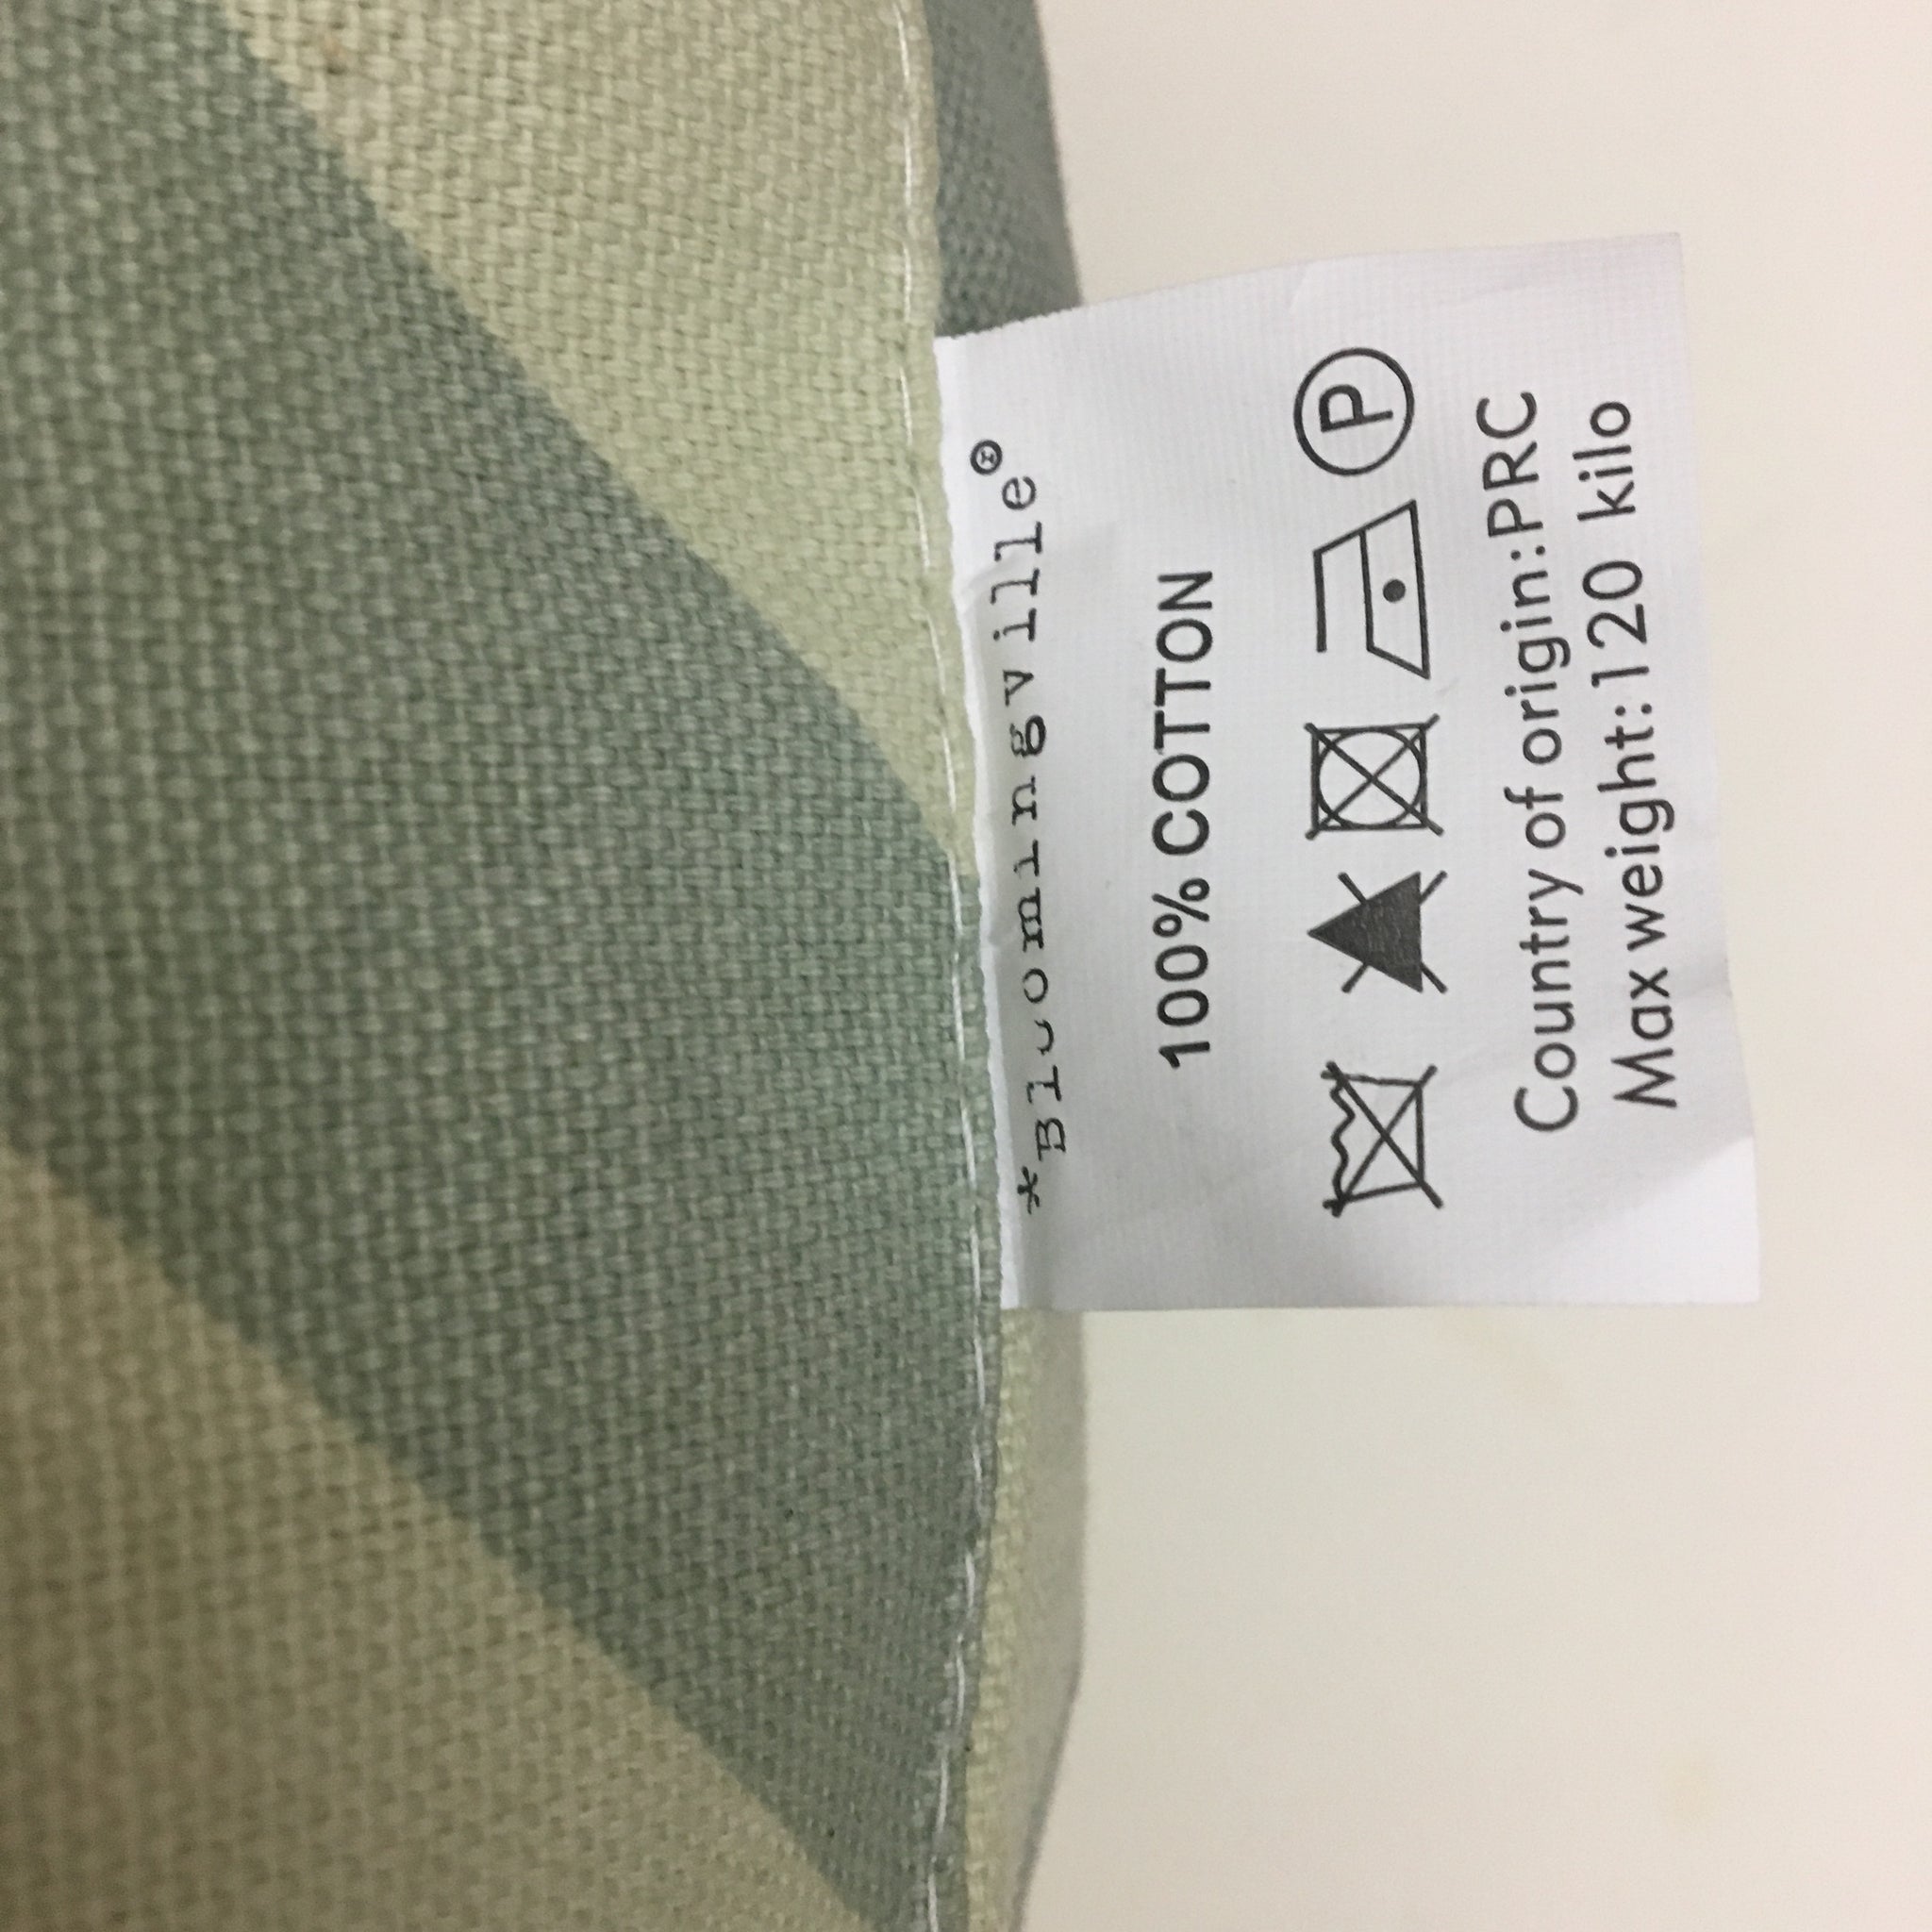 *Bloomingville®
100% COTTON
P
Country of origin:PRC
Max weight:120 kilo